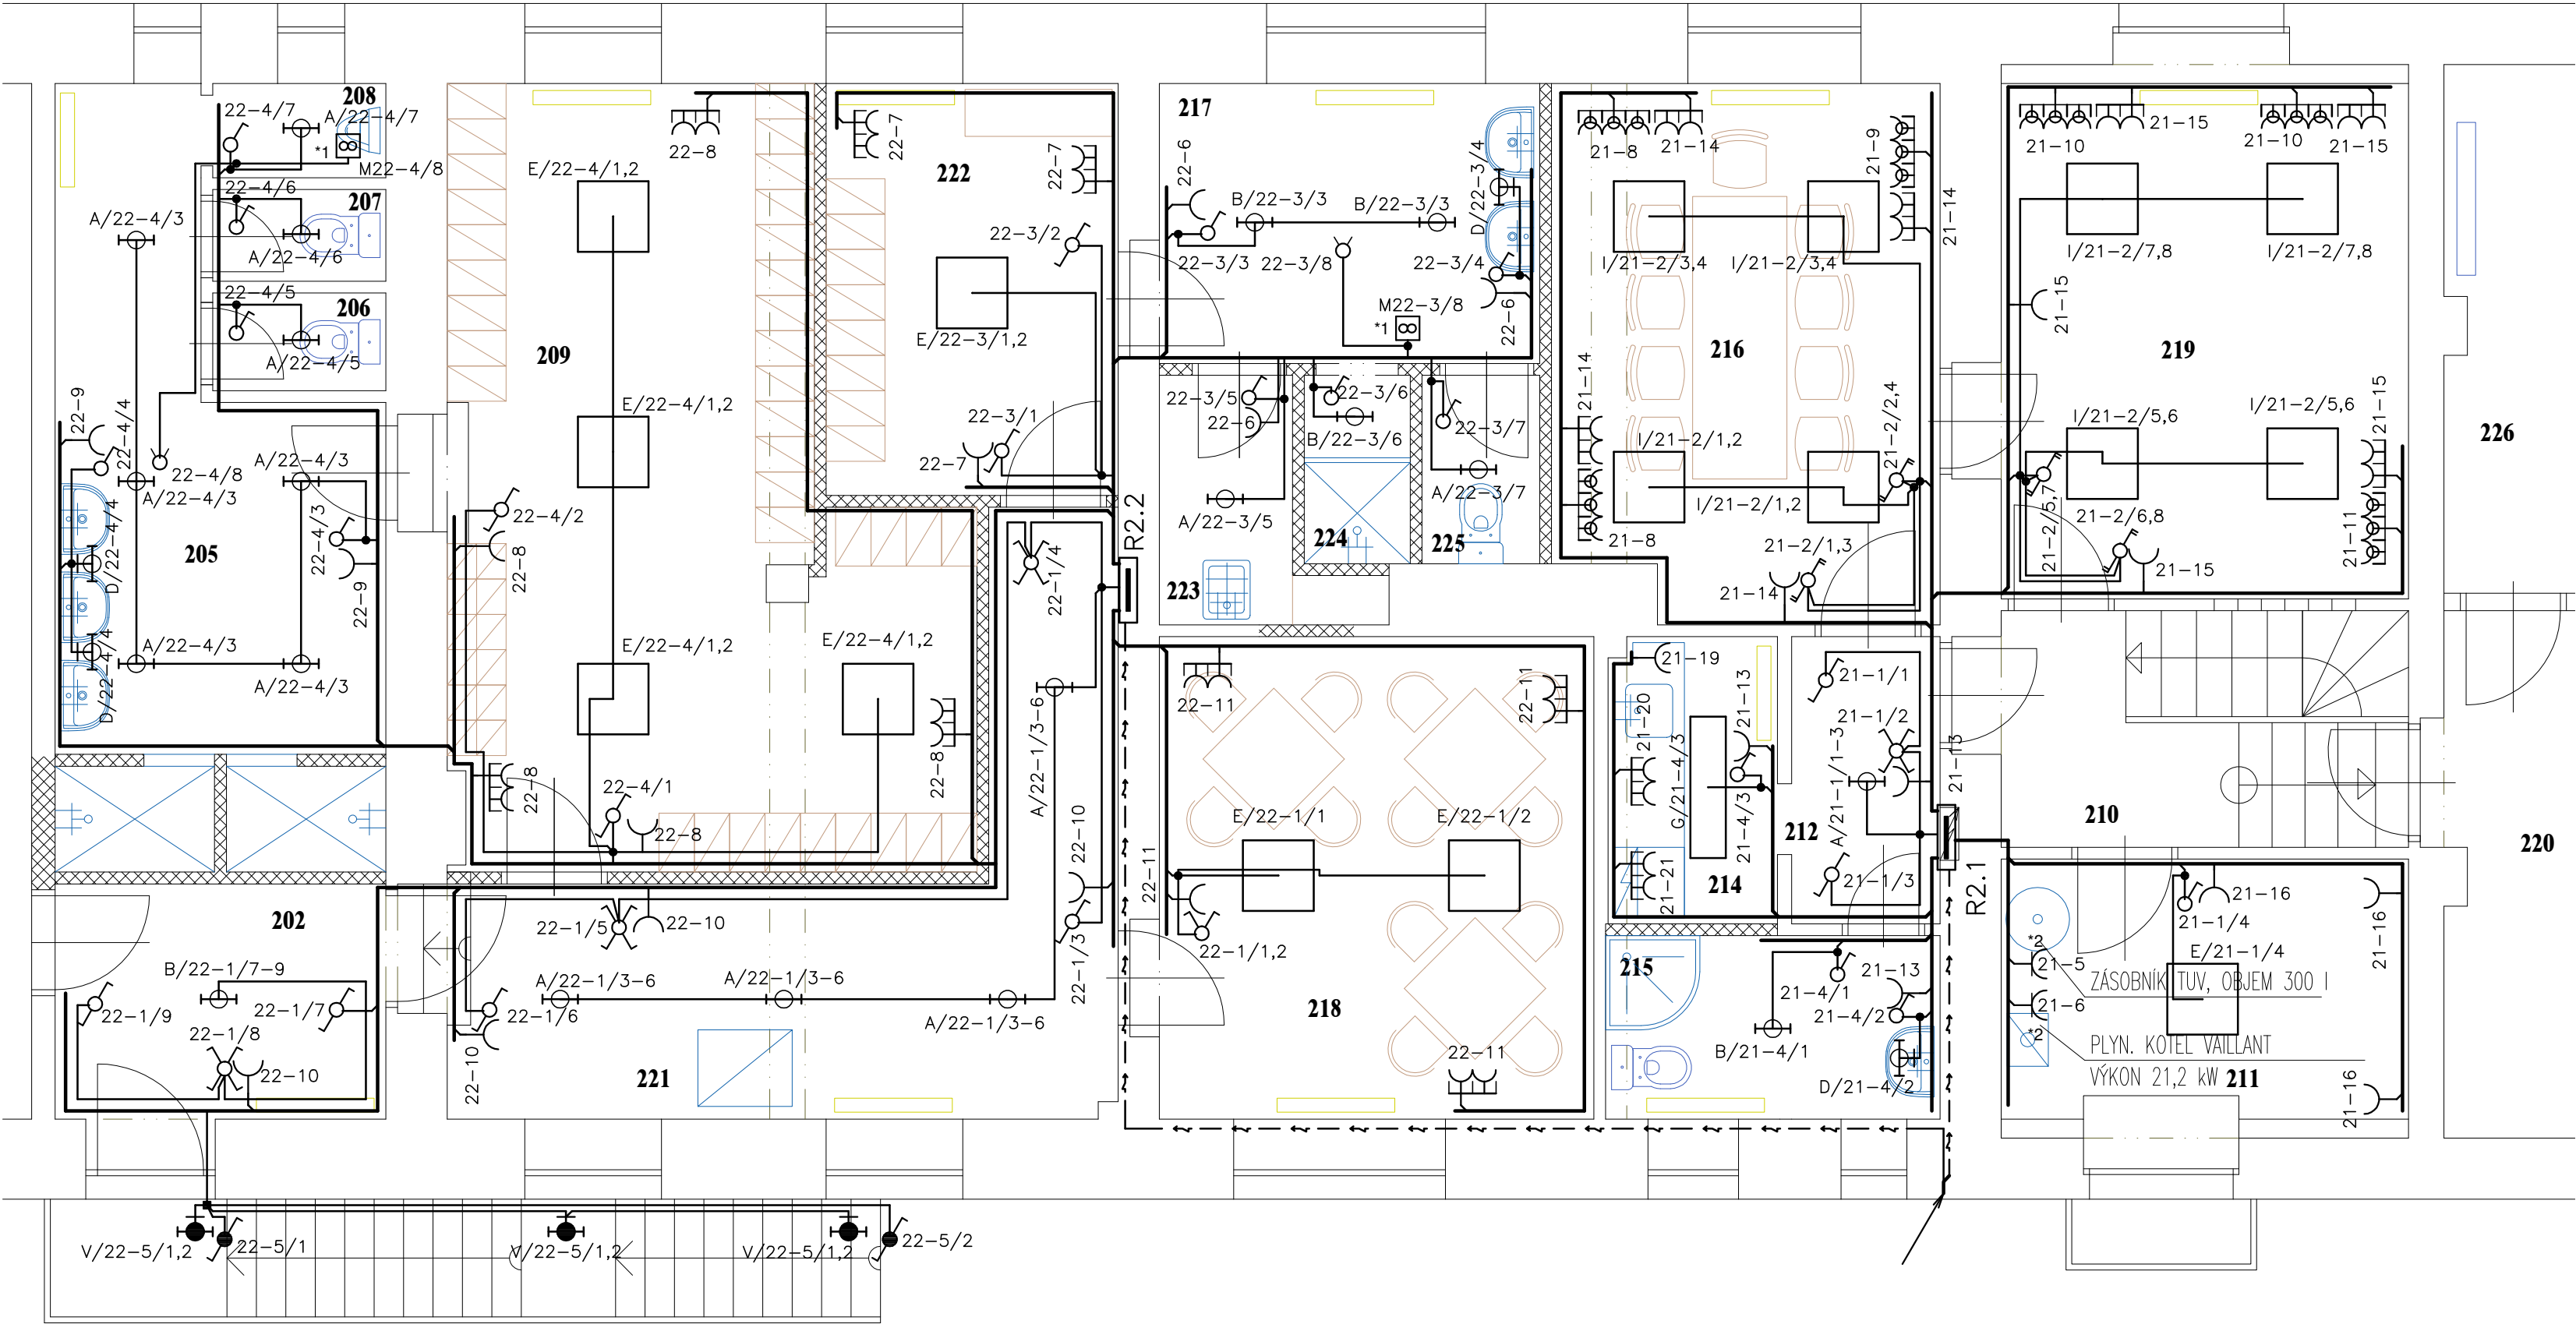 208
22-4/7
A/22-4/7
*1
M22-4/8
22-4/6
207
A/22-4/3
A/22-4/6
22-4/5
206
A/22-4/5
22-9
22-4/4
22-4/8
A/22-4/3
A/22-4/3
D/22-4/4
205
22-4/3
22-9
A/22-4/3
A/22-4/3
D/22-4/4
E/22-4/1,2
22-8
209
E/22-4/1,2
22-4/2
22-8
E/22-4/1,2
E/22-4/1,2
22-8
22-8
22-4/1
22-8
22-7
222
22-7
22-3/2
E/22-3/1,2
22-3/1
22-7
R2.2
22-1/4
A/22-1/3-6
22-10
22-1/3
217
22-6
B/22-3/3
B/22-3/3
D/22-3/4
22-3/3
22-3/8
22-3/4
M22-3/8
*1
22-6
22-3/5
22-6
22-3/6
B/22-3/6
22-3/7
A/22-3/7
A/22-3/5
224
225
223
21-8
21-14
21-9
21-14
I/21-2/3,4
I/21-2/3,4
216
21-14
I/21-2/1,2
21-2/2,4
I/21-2/1,2
21-8
21-2/1,3
21-14
21-10
21-15
21-10
21-15
I/21-2/7,8
I/21-2/7,8
21-15
219
I/21-2/5,6
I/21-2/5,6
21-15
21-2/5,7
21-2/6,8
21-11
21-15
226
202
B/22-1/7-9
22-1/9
22-1/7
22-1/8
22-10
22-1/5
22-10
A/22-1/3-6
A/22-1/3-6
A/22-1/3-6
22-1/6
22-10
221
22-11
22-11
E/22-1/1
E/22-1/2
22-11
22-1/1,2
218
22-11
21-19
21-20
21-13
G/21-4/3
21-4/3
21-21
214
21-1/1
21-1/2
A/21-1/1-3
21-13
212
21-1/3
R2.1
210
220
215
21-13
21-4/1
21-4/2
B/21-4/1
D/21-4/2
21-16
21-1/4
21-16
*2
21-5
E/21-1/4
ZÁSOBNÍK TUV, OBJEM 300 l
21-6
*2
PLYN. KOTEL VAILLANT
VÝKON 21,2 kW
211
21-16
V/22-5/1,2
22-5/1
V/22-5/1,2
V/22-5/1,2
22-5/2